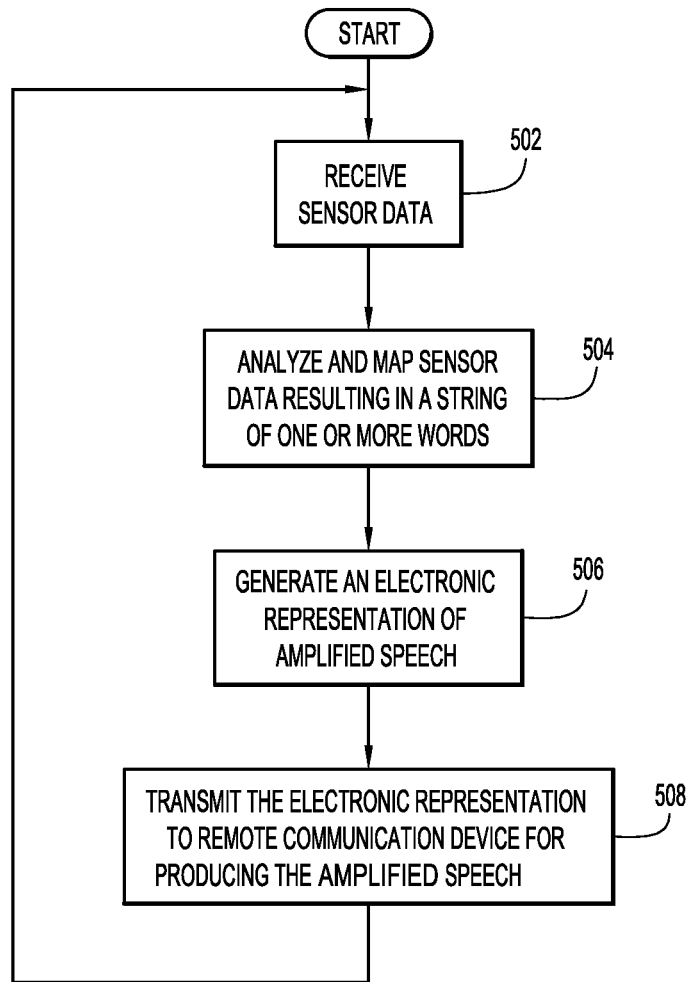 START
502
RECEIVE
SENSOR DATA
504
ANALYZE AND MAP SENSOR
DATA RESULTING IN A STRING
OF ONE OR MORE WORDS
506
GENERATE AN ELECTRONIC
REPRESENTATION OF
AMPLIFIED SPEECH
508
TRANSMIT THE ELECTRONIC REPRESENTATION
TO REMOTE COMMUNICATION DEVICE FOR
PRODUCING THE AMPLIFIED SPEECH